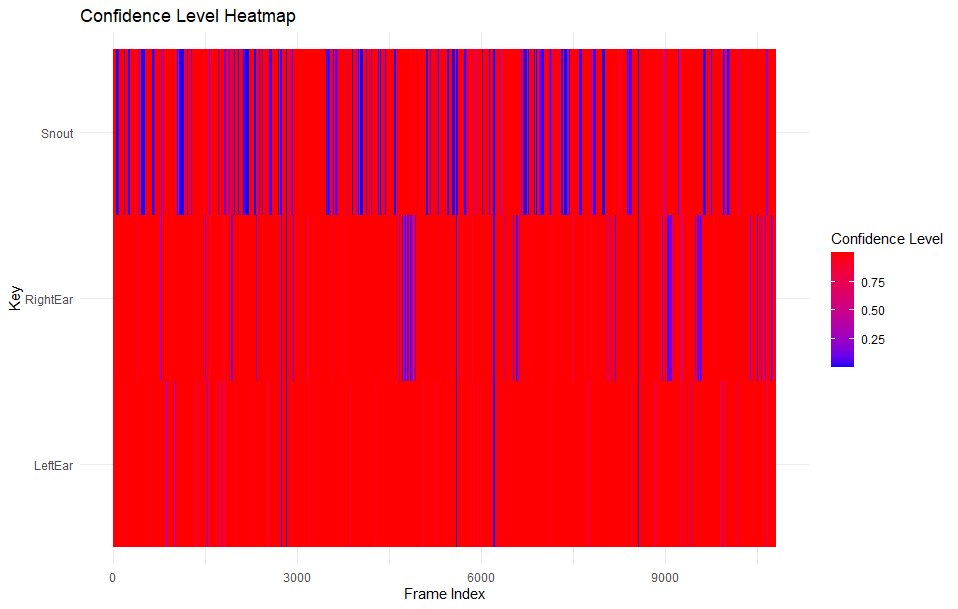 Confidence Level Heatmap
Snout
RightEar
LeftEar
Key
0
3000
6000
9000
Frame Index
Confidence Level
0.75
0.50
0.25